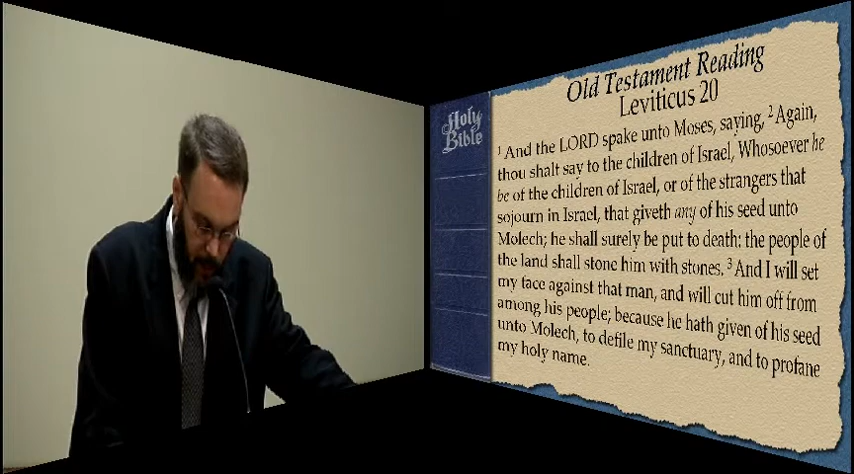 Old Testament Reading
Leviticus 20
Holy
Bible
1 And the LORD spake unto Moses, saying, 2 Again,
thou shalt say to the children of Israel, Whosoever he
be of the children of Israel, or of the strangers that
sojourn in Israel, that giveth any of his seed unto
Molech; he shall surely be put to death: the people of
the land shall stone him with stones. 3 And I will set
my face against that man, and will cut him off from
among his people; because he hath given of his seed
unto Molech, to defile my sanctuary, and to profane
my holy name.